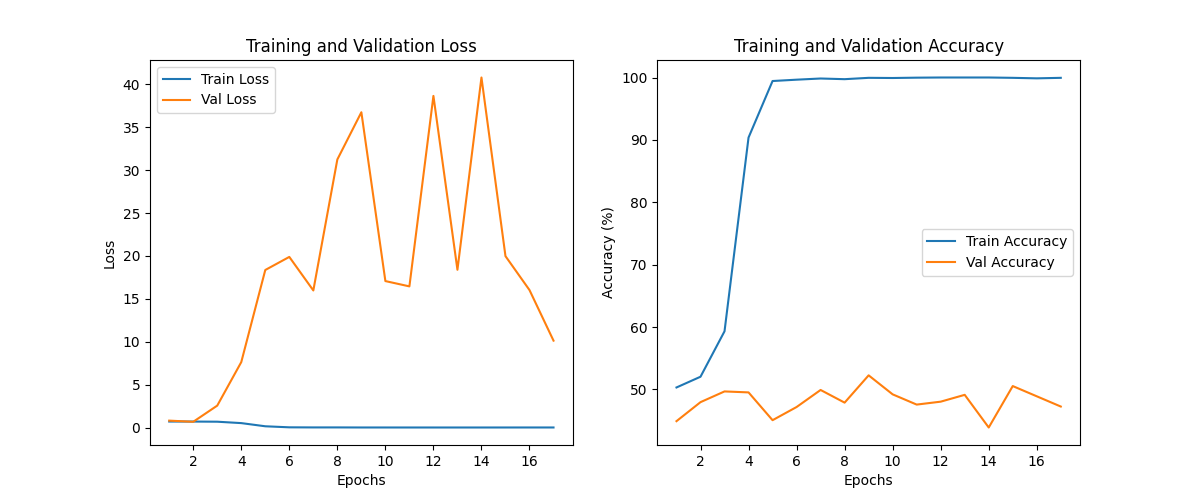 Training and Validation Loss
Train Loss
Val Loss
40
35
30
25
20
15
10
5
0
Loss
2 4 6 8 10 12 14 16
Epochs
Training and Validation Accuracy
100
90
80
70
60
50
Accuracy (%)
Train Accuracy
Val Accuracy
2 4 6 8 10 12 14 16
Epochs